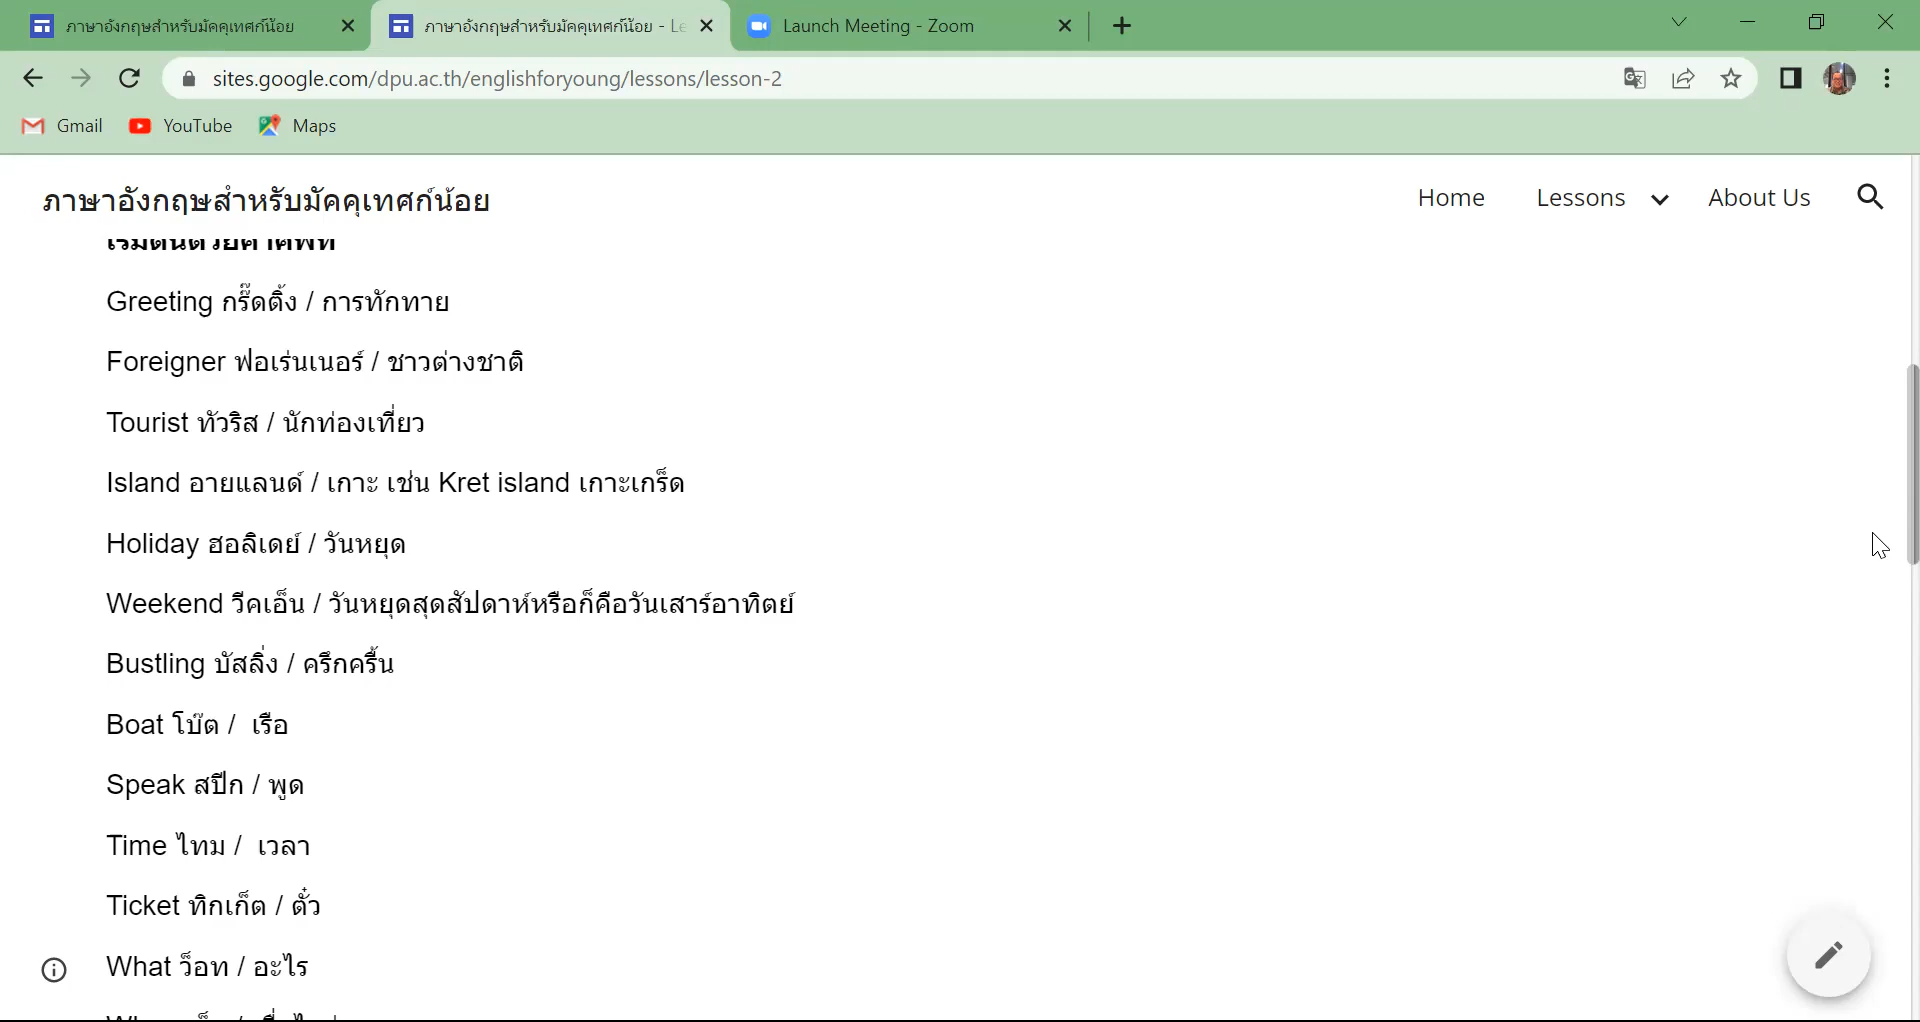 ภาษาอังกฤษสำหรับมัคคุเทศก์น้อย
ภาษาอังกฤษสำหรับมัคคุเทศก์น้อย - Le
Launch Meeting - Zoom
sites.google.com/dpu.ac.th/englishforyoung/lessons/lesson-2
Gmail
YouTube
Maps
ภาษาอังกฤษสำหรับมัคคุเทศก์น้อย
Home
Lessons
About Us
Greeting กรี๊ดติ้ง / การทักทาย
Foreigner ฟอเร่นเนอร์ / ชาวต่างชาติ
Tourist ทัวริส / นักท่องเที่ยว
Island อายแลนด์ / เกาะ เช่น Kret island เกาะเกร็ด
Holiday ฮอลิเดย์ / วันหยุด
Weekend วีคเอ็น / วันหยุดสุดสัปดาห์หรือก็คือวันเสาร์อาทิตย์
Bustling บัสลิ่ง / ครึกครื้น
Boat โบ๊ต / เรือ
Speak สปีก / พูด
Time ไทม / เวลา
Ticket ทิกเก็ต / ตั๋ว
What ว็อท / อะไร